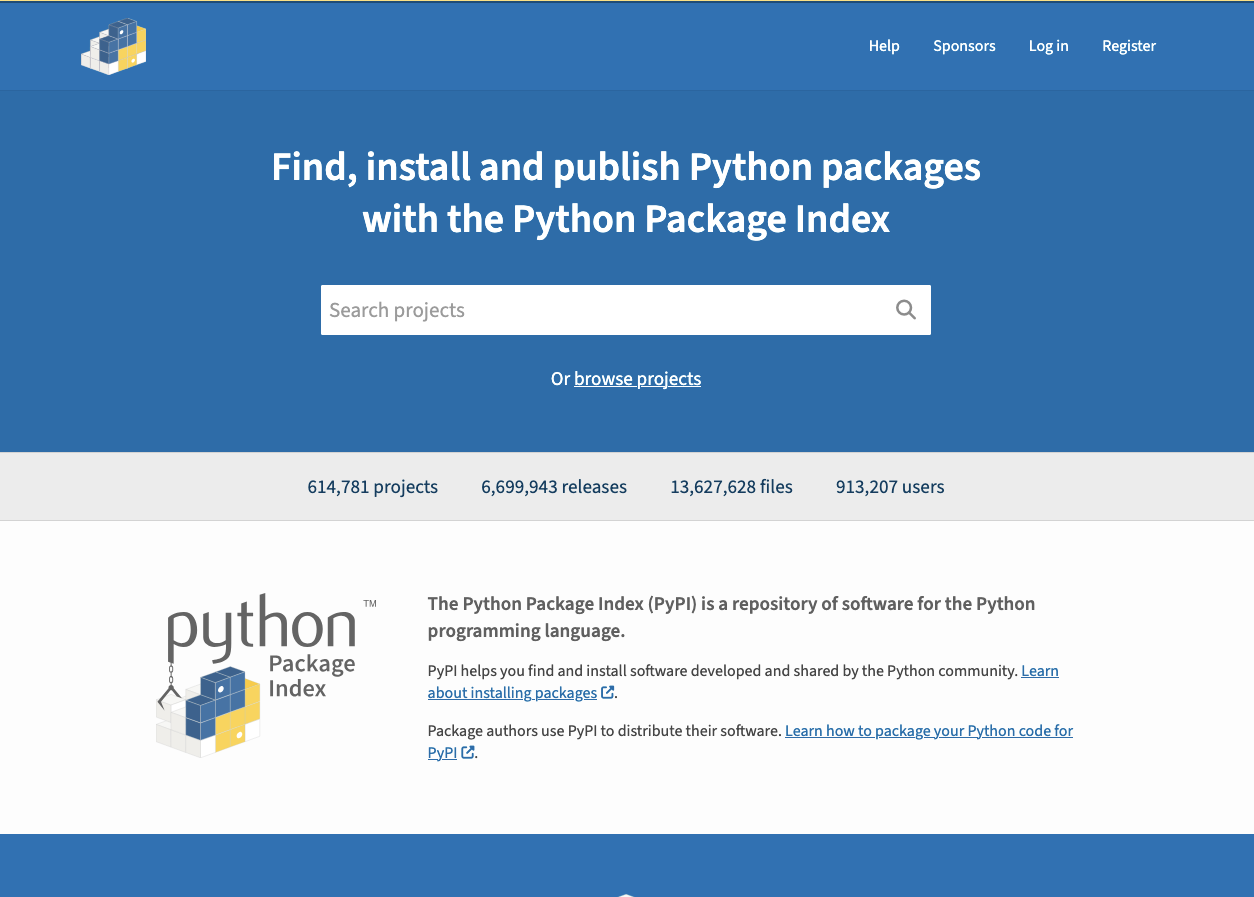 Help Sponsors Log in Register
Find, install and publish Python packages
with the Python Package Index
Search projects
Or browse projects
614,781 projects 6,699,943 releases 13,627,628 files 913,207 users
python TM
Package
Index
The Python Package Index (PyPI) is a repository of software for the Python
programming language.
PyPI helps you find and install software developed and shared by the Python community. Learn
about installing packages.
Package authors use PyPI to distribute their software. Learn how to package your Python code for
PyPI.